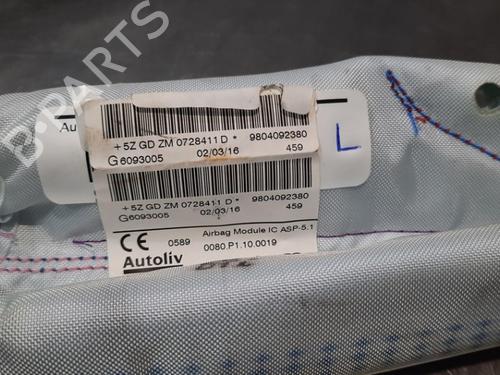 B-PARTS
Au
+5Z GD ZM 0728411 D * 9804092380
G6093005 02/03/16 459
L
+5Z GD ZM 0728411 D * 9804092380
G6093005 02/03/16 459
CE 0589 Airbag Module IC ASP-5.1
0080.P1.10.0019
Autoliv